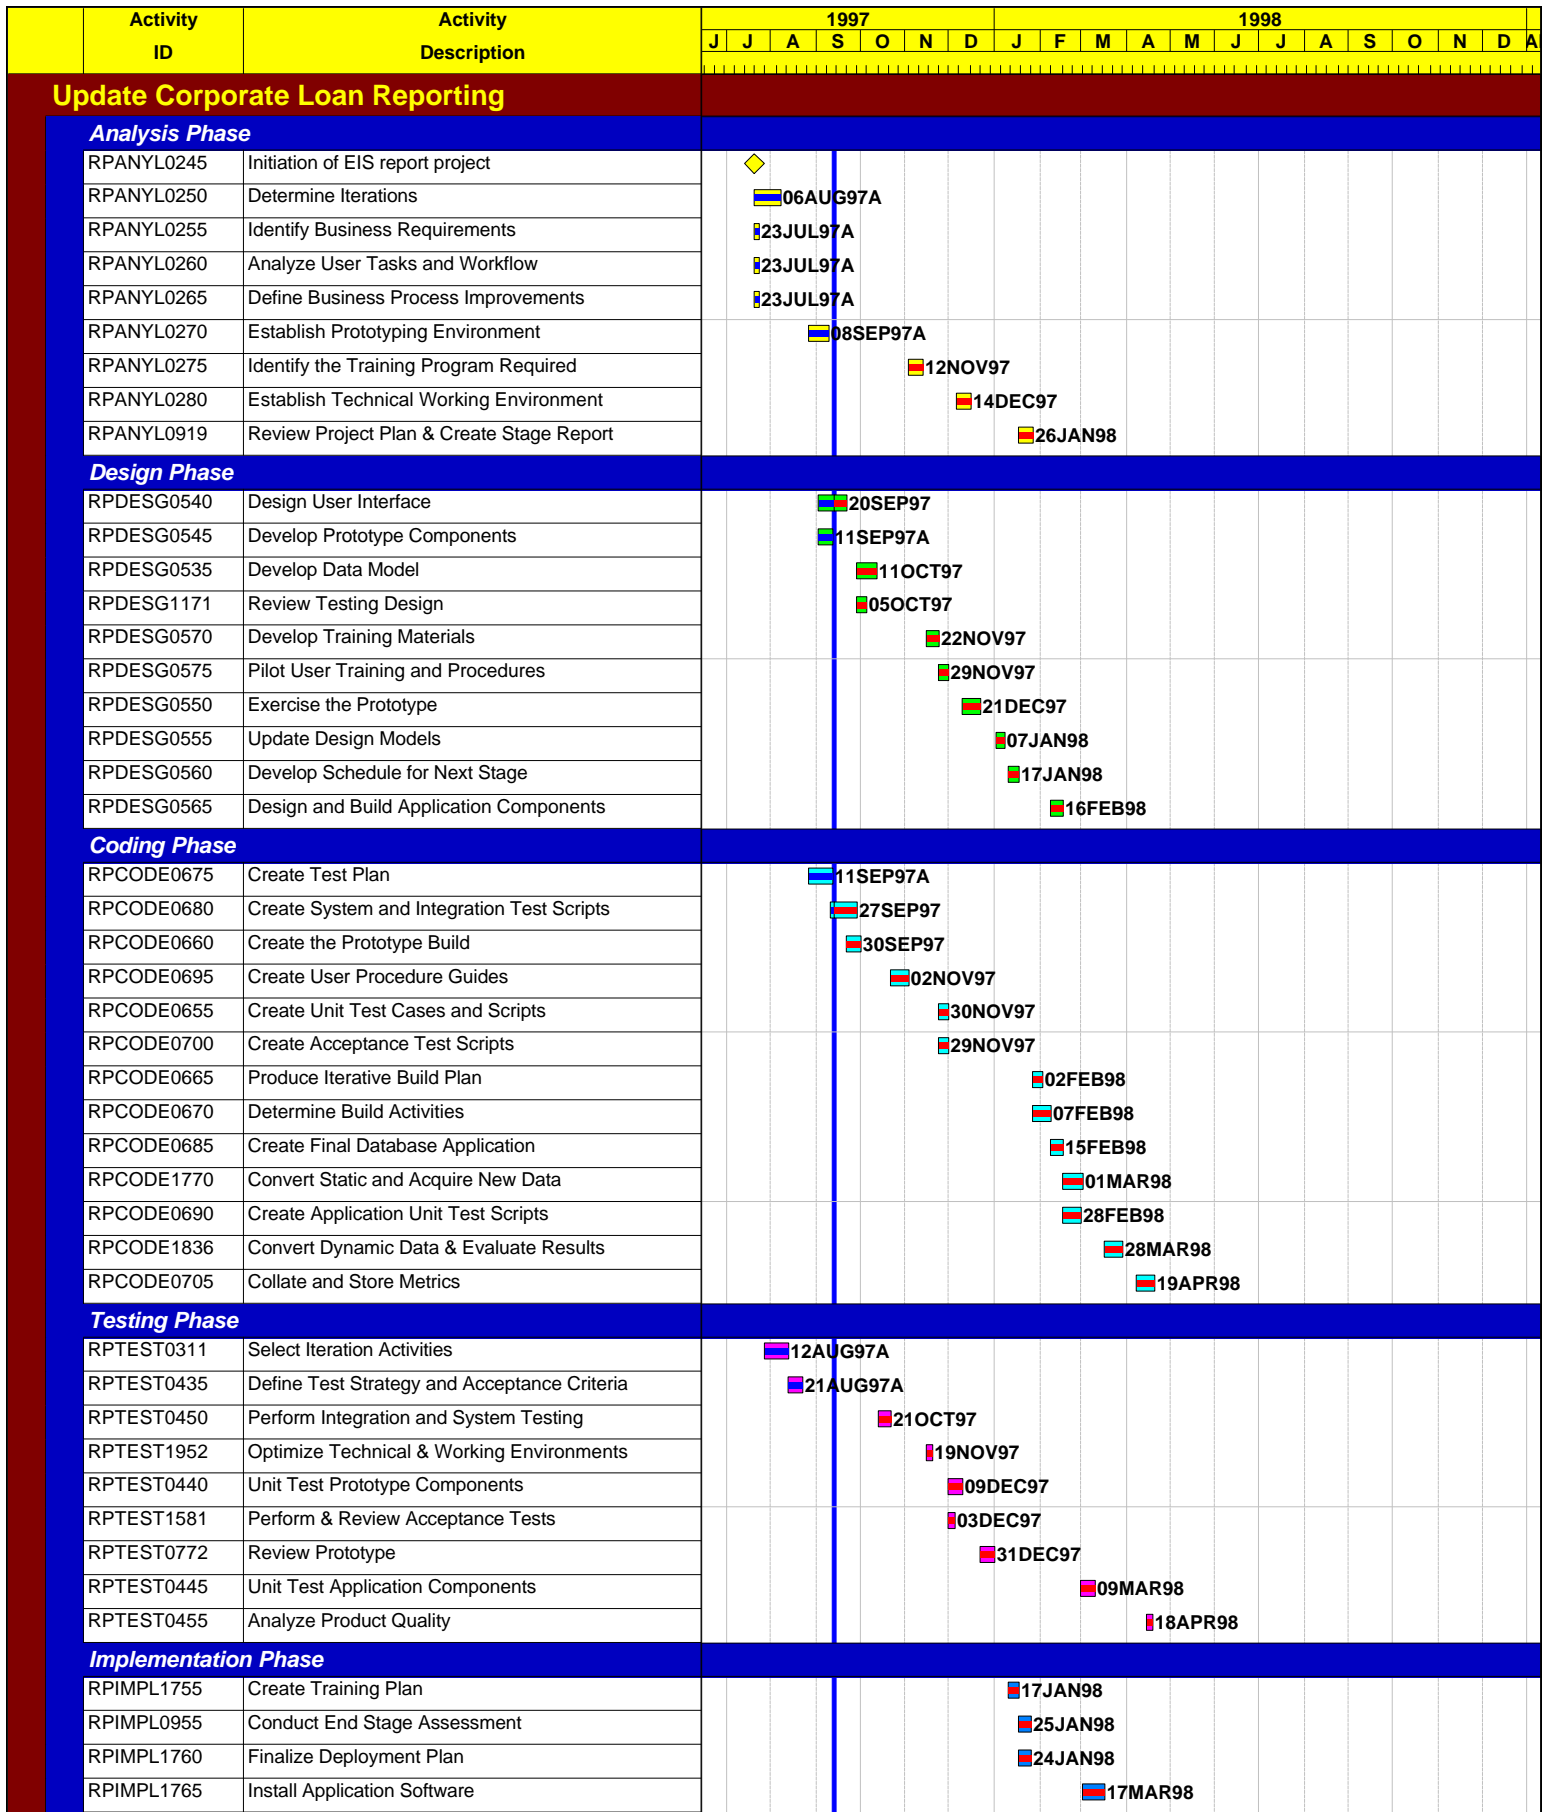 Activity Activity 1997 1998
ID Description J J A S O N D J F M A M J J A S O N D A
Update Corporate Loan Reporting
Analysis Phase
RPANYL0245 Initiation of EIS report project
RPANYL0250 Determine Iterations 06AUG97A
RPANYL0255 Identify Business Requirements 23JUL97A
RPANYL0260 Analyze User Tasks and Workflow 23JUL97A
RPANYL0265 Define Business Process Improvements 23JUL97A
RPANYL0270 Establish Prototyping Environment 08SEP97A
RPANYL0275 Identify the Training Program Required 12NOV97
RPANYL0280 Establish Technical Working Environment 14DEC97
RPANYL0919 Review Project Plan & Create Stage Report 26JAN98
Design Phase
RPDESG0540 Design User Interface 20SEP97
RPDESG0545 Develop Prototype Components 11SEP97A
RPDESG0535 Develop Data Model 11OCT97
RPDESG1171 Review Testing Design 05OCT97
RPDESG0570 Develop Training Materials 22NOV97
RPDESG0575 Pilot User Training and Procedures 29NOV97
RPDESG0550 Exercise the Prototype 21DEC97
RPDESG0555 Update Design Models 07JAN98
RPDESG0560 Develop Schedule for Next Stage 17JAN98
RPDESG0565 Design and Build Application Components 16FEB98
Coding Phase
RPCODE0675 Create Test Plan 11SEP97A
RPCODE0680 Create System and Integration Test Scripts 27SEP97
RPCODE0660 Create the Prototype Build 30SEP97
RPCODE0695 Create User Procedure Guides 02NOV97
RPCODE0655 Create Unit Test Cases and Scripts 30NOV97
RPCODE0700 Create Acceptance Test Scripts 29NOV97
RPCODE0665 Produce Iterative Build Plan 02FEB98
RPCODE0670 Determine Build Activities 07FEB98
RPCODE0685 Create Final Database Application 15FEB98
RPCODE1770 Convert Static and Acquire New Data 01MAR98
RPCODE0690 Create Application Unit Test Scripts 28FEB98
RPCODE1836 Convert Dynamic Data & Evaluate Results 28MAR98
RPCODE0705 Collate and Store Metrics 19APR98
Testing Phase
RPTEST0311 Select Iteration Activities 12AUG97A
RPTEST0435 Define Test Strategy and Acceptance Criteria 21AUG97A
RPTEST0450 Perform Integration and System Testing 21OCT97
RPTEST1952 Optimize Technical & Working Environments 19NOV97
RPTEST0440 Unit Test Prototype Components 09DEC97
RPTEST1581 Perform & Review Acceptance Tests 03DEC97
RPTEST0772 Review Prototype 31DEC97
RPTEST0445 Unit Test Application Components 09MAR98
RPTEST0455 Analyze Product Quality 18APR98
Implementation Phase
RPIMPL1755 Create Training Plan 17JAN98
RPIMPL0955 Conduct End Stage Assessment 25JAN98
RPIMPL1760 Finalize Deployment Plan 24JAN98
RPIMPL1765 Install Application Software 17MAR98